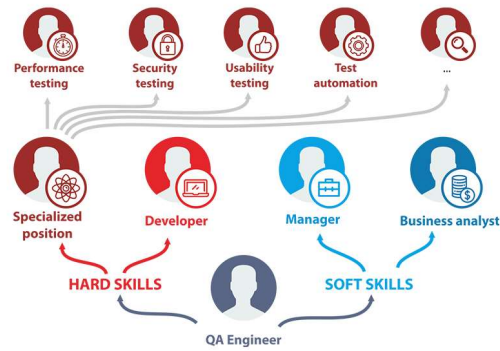 Performance
testing
Security
testing
Usability
testing
Test
automation
...
Specialized
position
Developer
Manager
Business analyst
HARD SKILLS
SOFT SKILLS
QA Engineer